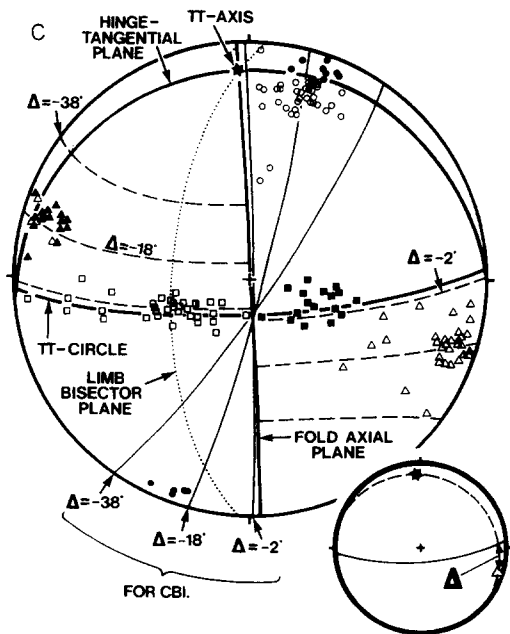 C
TT-AXIS
HINGE-
TANGENTIAL
PLANE
Δ=-38°
Δ=-18°
Δ=-2°
TT-CIRCLE
LIMB
BISECTOR
PLANE
FOLD AXIAL
PLANE
Δ=-38°
Δ=-18°
Δ=-2°
FOR CBI.
Δ